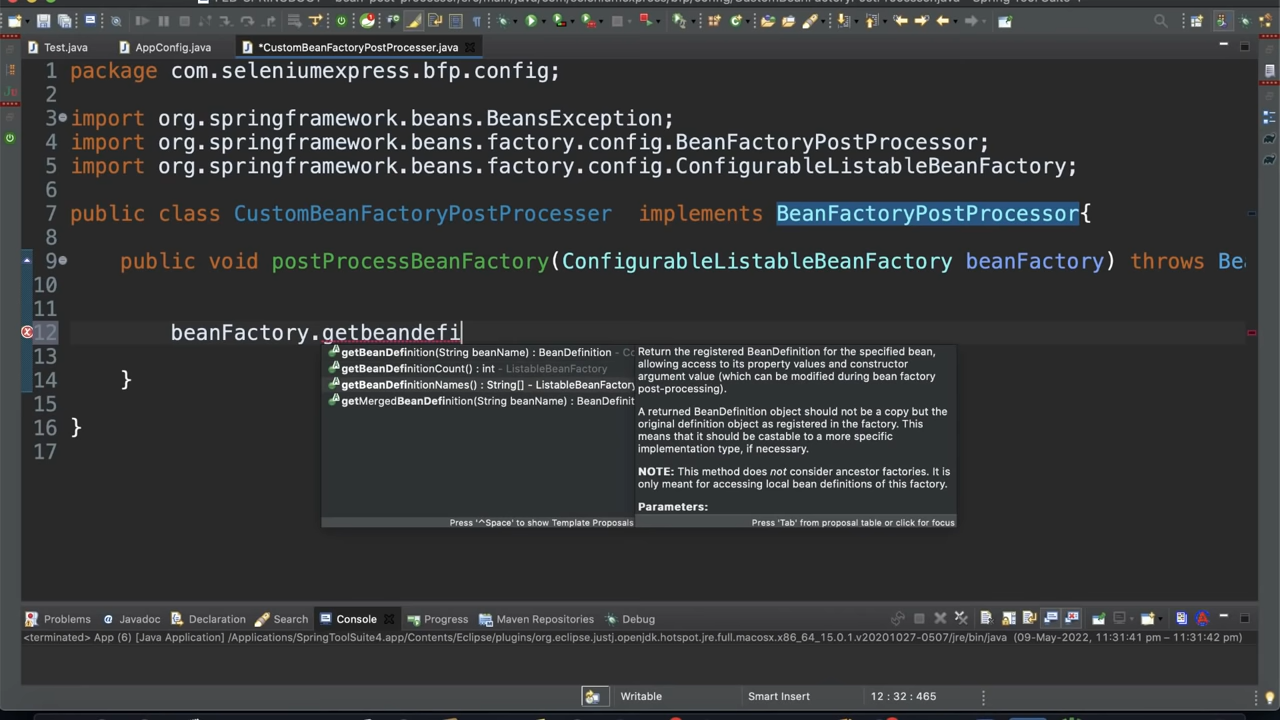 Test.java
AppConfig.java
*CustomBeanFactoryPostProcesser.java
1 package com.seleniumexpress.bfp.config;
2
3 import org.springframework.beans.BeansException;
4 import org.springframework.beans.factory.config.BeanFactoryPostProcessor;
5 import org.springframework.beans.factory.config.ConfigurableListableBeanFactory;
6
7 public class CustomBeanFactoryPostProcesser  implements BeanFactoryPostProcessor{
8
9 public void postProcessBeanFactory(ConfigurableListableBeanFactory beanFactory) throws Bea
10
11
12 beanFactory.getbeandefi
13
14 }
15
16 }
17
getBeanDefinition(String beanName) : BeanDefinition - Co
getBeanDefinitionCount() : int - ListableBeanFactory
getBeanDefinitionNames() : String[] - ListableBeanFactory
getMergedBeanDefinition(String beanName) : BeanDefinit
Press '^Space' to show Template Proposals
Return the registered BeanDefinition for the specified bean,
allowing access to its property values and constructor
argument value (which can be modified during bean factory
post-processing).
A returned BeanDefinition object should not be a copy but the
original definition object as registered in the factory. This
means that it should be castable to a more specific
implementation type, if necessary.
NOTE: This method does not consider ancestor factories. It is
only meant for accessing local bean definitions of this factory.
Parameters:
Press 'Tab' from proposal table or click for focus
Problems
Javadoc
Declaration
Search
Console
Progress
Maven Repositories
Debug
<terminated> App (6) [Java Application] /Applications/SpringToolSuite4.app/Contents/Eclipse/plugins/org.eclipse.justj.openjdk.hotspot.jre.full.macosx.x86_64_15.0.1.v20201027-0507/jre/bin/java (09-May-2022, 11:31:41 pm – 11:31:42 pm)
Writable
Smart Insert
12 : 32 : 465